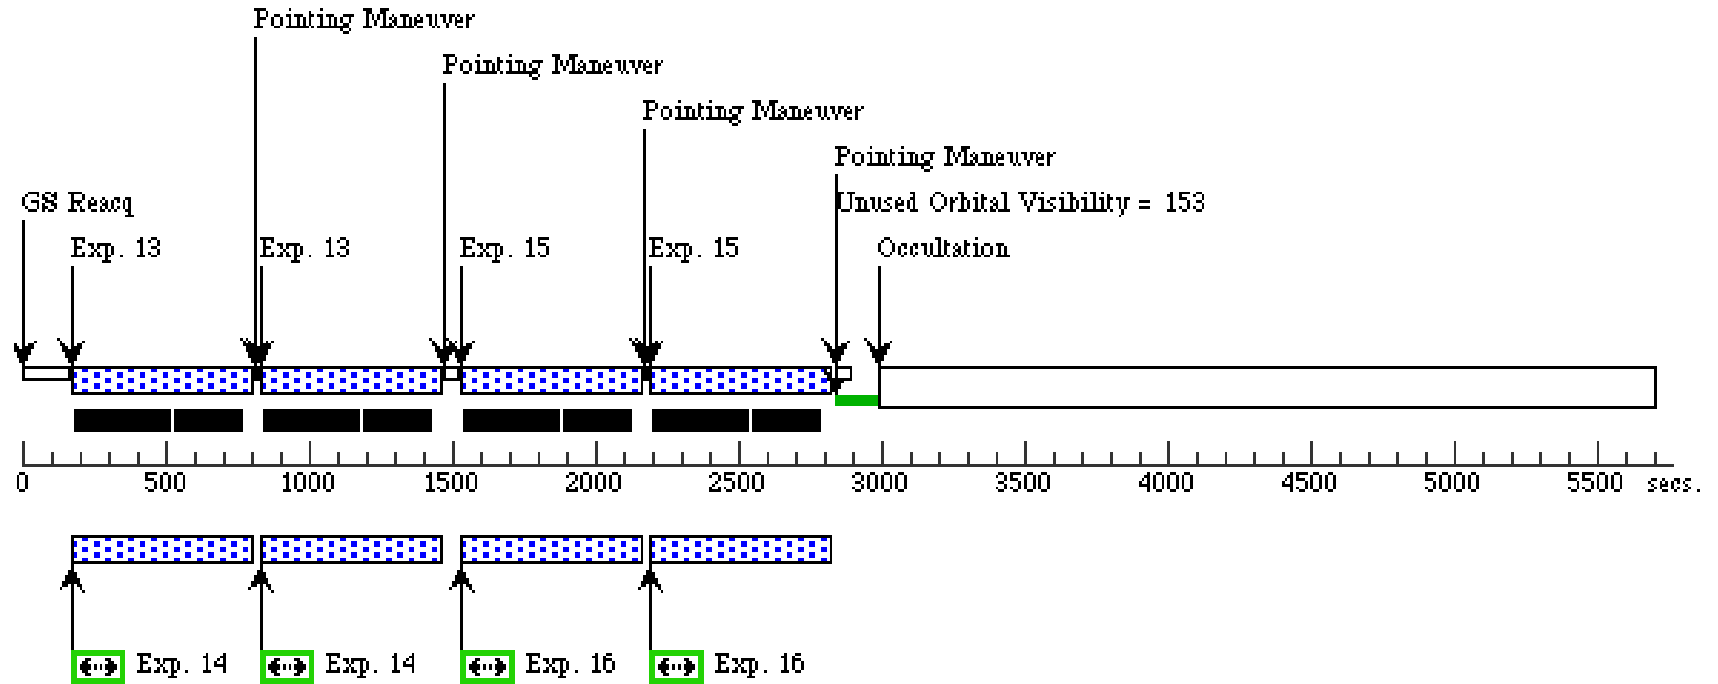 Pointing Maneuver
Pointing Maneuver
Pointing Maneuver
Pointing Maneuver
GS Reacq
Unused Orbital Visibility = 153
Exp. 13
Exp. 13
Exp. 15
Exp. 15
Occultation
0 500 1000 1500 2000 2500 3000 3500 4000 4500 5000 5500 secs.
Exp. 14
Exp. 14
Exp. 16
Exp. 16